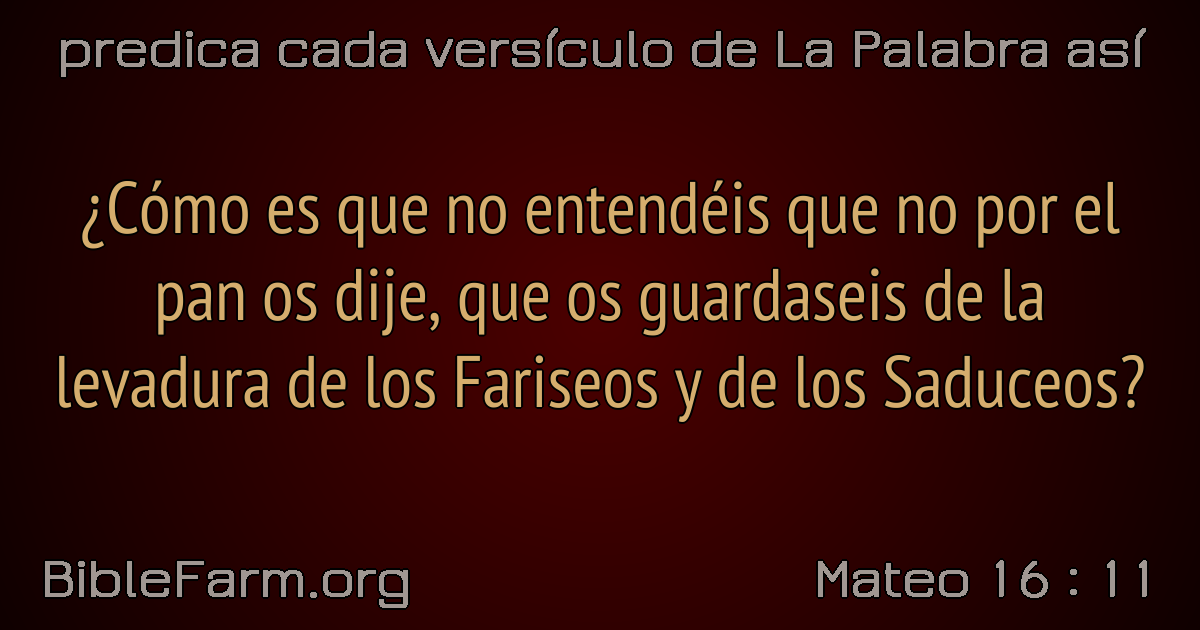 predica cada versículo de La Palabra así
¿Cómo es que no entendéis que no por el
pan os dije, que os guardaseis de la
levadura de los Fariseos y de los Saduceos?
BibleFarm.org
Mateo 16 : 11